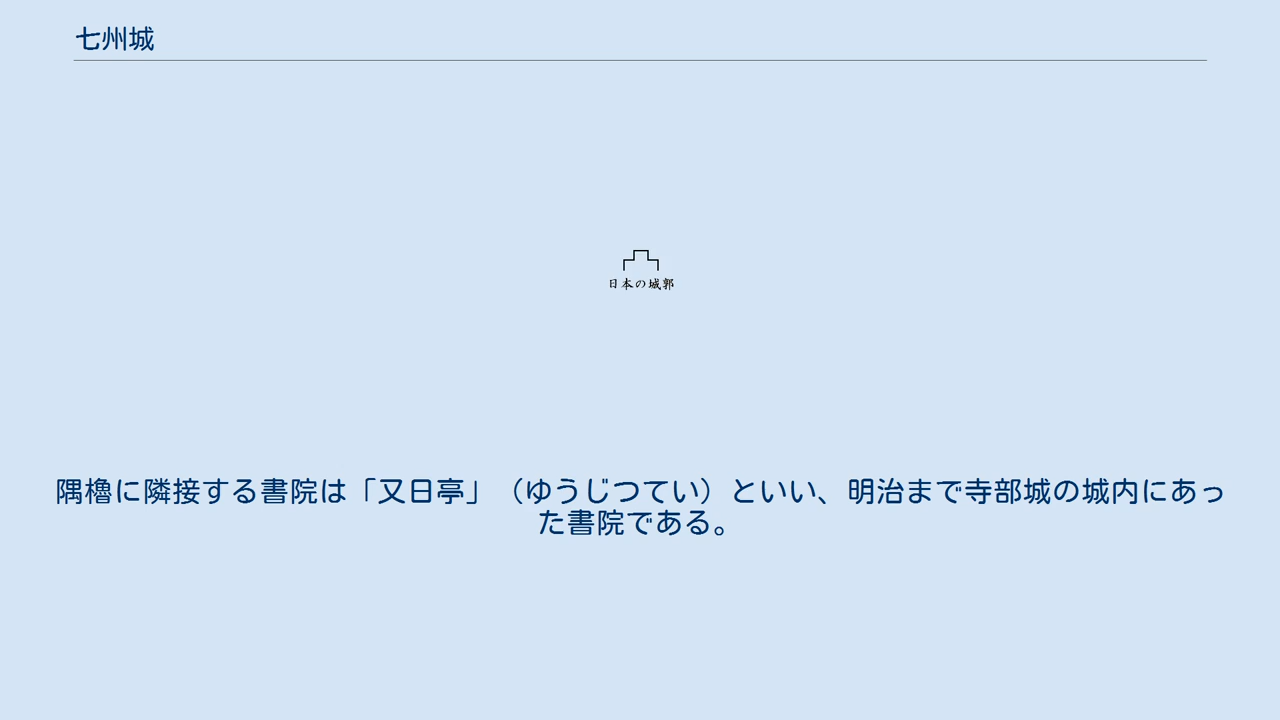 七州城
日本の城郭
隅櫓に隣接する書院は「又日亭」（ゆうじつてい）といい、明治まで寺部城の城内にあっ
た書院である。